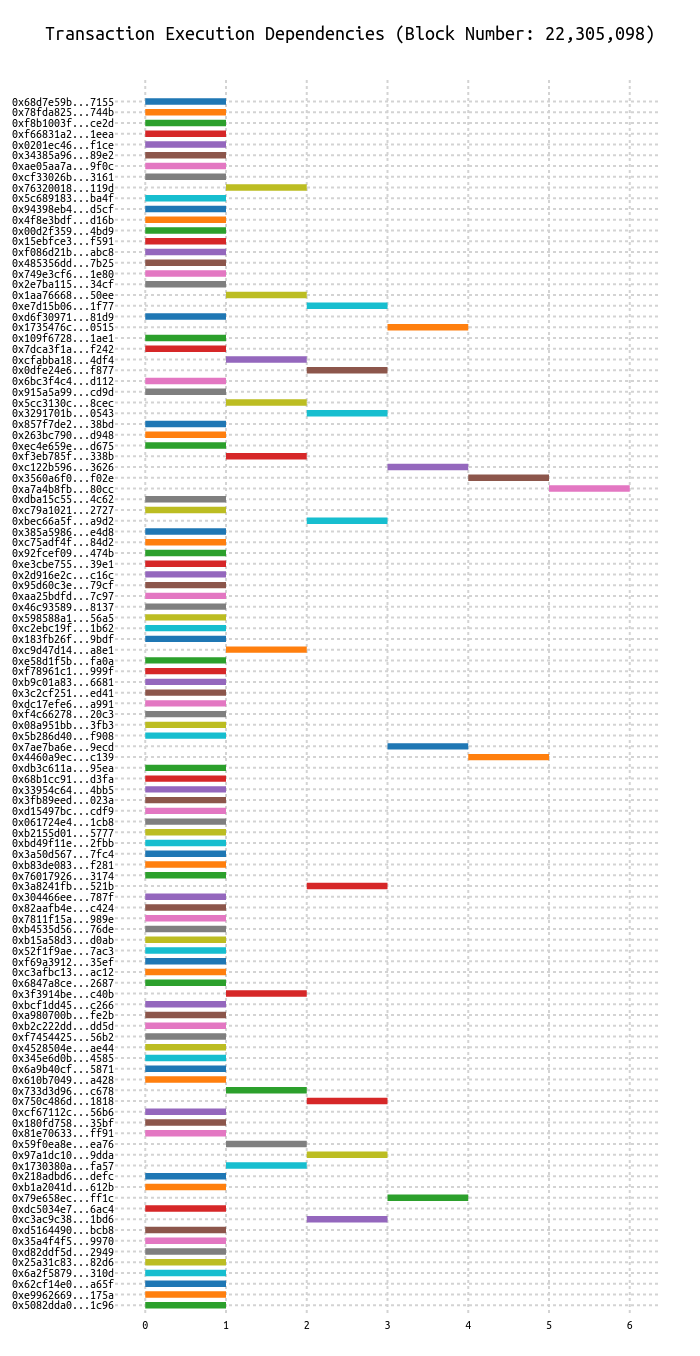 Transaction Execution Dependencies (Block Number: 22,305,098)
0x68d7e59b...7155
0x78fda825...744b
0xf8b1003f...ce2d
0xf66831a2...1eea
0x0201ec46...f1ce
0x34385a96...89e2
0xae05aa7a...9f0c
0xcf33026b...3161
0x76320018...119d
0x5c689183...ba4f
0x94398eb4...d5cf
0x4f8e3bdf...d16b
0x00d2f359...4bd9
0x15ebfce3...f591
0xf086d21b...abc8
0x485356dd...7b25
0x749e3cf6...1e80
0x2e7ba115...34cf
0x1aa76668...50ee
0xe7d15b06...1f77
0xd6f30971...81d9
0x1735476c...0515
0x109f6728...1ae1
0x7dca3f1a...f242
0xcfabba18...4df4
0x0dfe24e6...f877
0x6bc3f4c4...d112
0x915a5a99...cd9d
0x5cc3130c...8cec
0x3291701b...0543
0x857f7de2...38bd
0x263bc790...d948
0xec4e659e...d675
0xf3eb785f...338b
0xc122b596...3626
0x3560a6f0...f02e
0xa7a4b8fb...80cc
0xdba15c55...4c62
0xc79a1021...2727
0xbec66a5f...a9d2
0x385a5986...e4d8
0xc75adf4f...84d2
0x92fcef09...474b
0xe3cbe755...39e1
0x2d916e2c...c16c
0x95d60c3e...79cf
0xaa25bdfd...7c97
0x46c93589...8137
0x598588a1...56a5
0xc2ebc19f...1b62
0x183fb26f...9bdf
0xc9d47d14...a8e1
0xe58d1f5b...fa0a
0xf78961c1...999f
0xb9c01a83...6681
0x3c2cf251...ed41
0xdc17efe6...a991
0xf4c66278...20c3
0x08a951bb...3fb3
0x5b286d40...f908
0x7ae7ba6e...9ecd
0x4460a9ec...c139
0xdb3c611a...95ea
0x68b1cc91...d3fa
0x33954c64...4bb5
0x3fb89eed...023a
0xd15497bc...cdf9
0x061724e4...1cb8
0xb2155d01...5777
0xbd49f11e...2fbb
0x3a50d567...7fc4
0xb83de083...f281
0x76017926...3174
0x3a8241fb...521b
0x304466ee...787f
0x82aafb4e...c424
0x7811f15a...989e
0xb4535d56...76de
0xb15a58d3...d0ab
0x52f1f9ae...7ac3
0xf69a3912...35ef
0xc3afbc13...ac12
0x6847a8ce...2687
0x3f3914be...c40b
0xbcf1dd45...c266
0xa980700b...fe2b
0xb2c222dd...dd5d
0xf7454425...56b2
0x4528504e...ae44
0x345e6d0b...4585
0x6a9b40cf...5871
0x610b7049...a428
0x733d3d96...c678
0x750c486d...1818
0xcf67112c...56b6
0x180fd758...35bf
0x81e70633...ff91
0x59f0ea8e...ea76
0x97a1dc10...9dda
0x1730380a...fa57
0x218adbd6...defc
0xb1a2041d...612b
0x79e658ec...ff1c
0xdc5034e7...6ac4
0xc3ac9c38...1bd6
0xd5164490...bcb8
0x35a4f4f5...9970
0xd82ddf5d...2949
0x25a31c83...82d6
0x6a2f5879...310d
0x62cf14e0...a65f
0xe9962669...175a
0x5082dda0...1c96
0 1 2 3 4 5 6